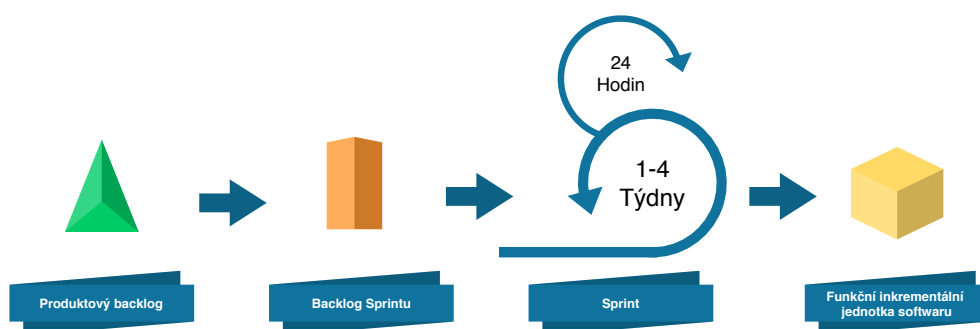 24
Hodin
1-4
Týdny
Produktový backlog
Backlog Sprintu
Sprint
Funkční inkrementální
jednotka softwaru